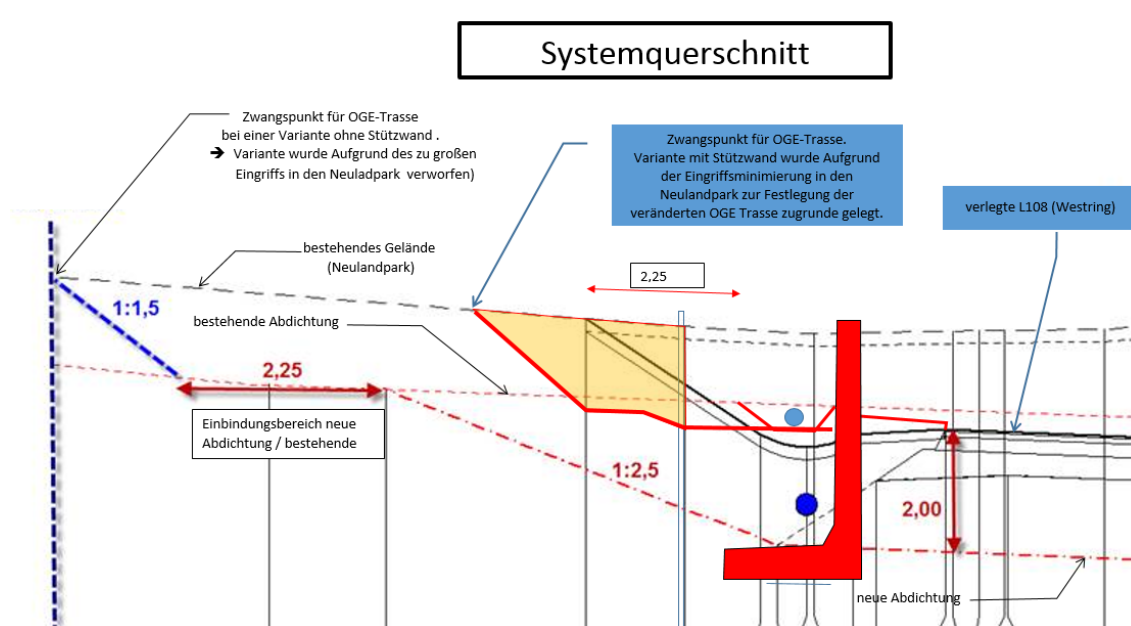 Systemquerschnitt
Zwangspunkt für OGE-Trasse
bei einer Variante ohne Stützwand .
➔ Variante wurde Aufgrund des zu großen
Eingriffs in den Neuladpark verworfen)
Zwangspunkt für OGE-Trasse.
Variante mit Stützwand wurde Aufgrund
der Eingriffsminimierung in den
Neulandpark zur Festlegung der
veränderten OGE Trasse zugrunde gelegt.
verlegte L108 (Westring)
bestehendes Gelände
(Neulandpark)
2,25
1:1,5
bestehende Abdichtung
2,25
Einbindungsbereich neue
Abdichtung / bestehende
1:2,5
2,00
neue Abdichtung